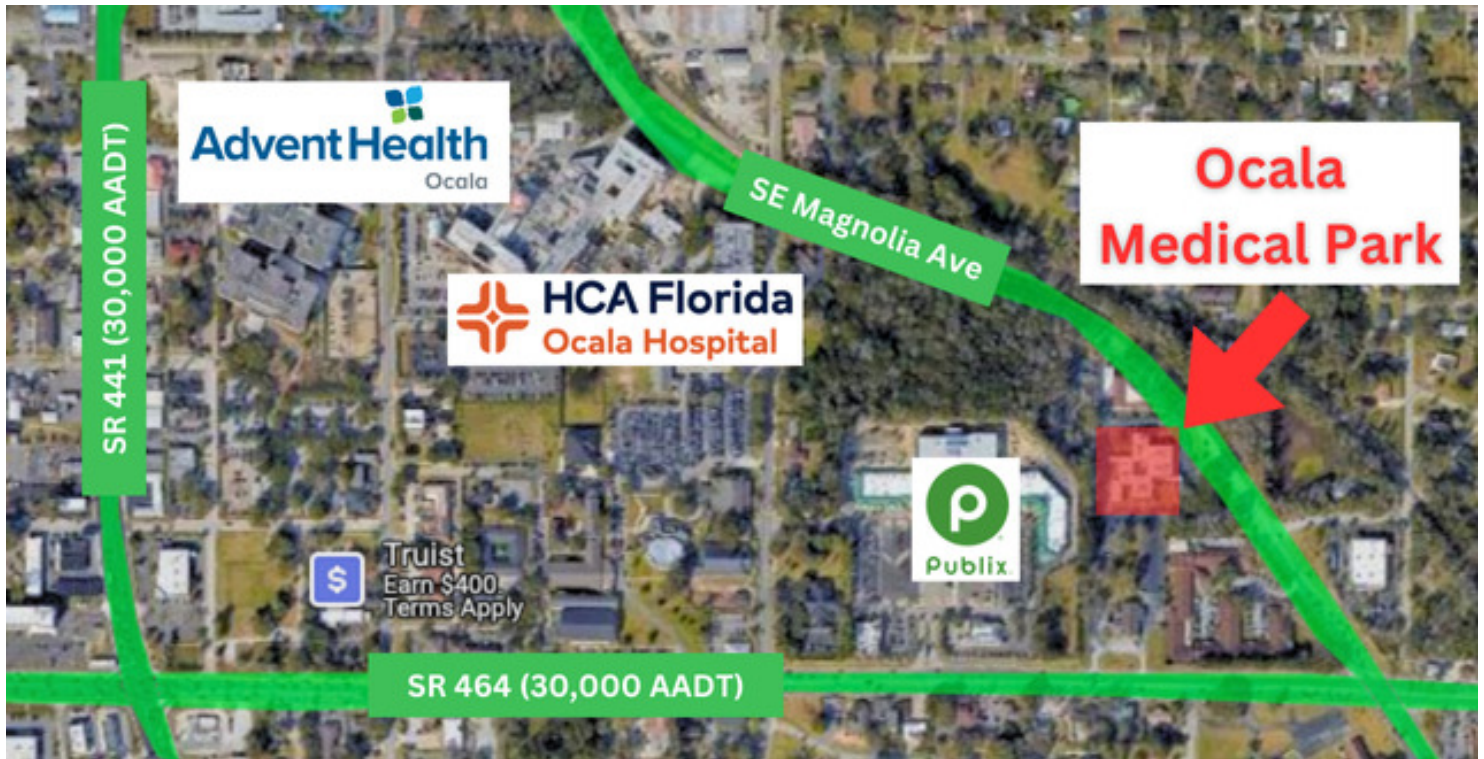 AdventHealth
Ocala
SR 441 (30,000 AADT)
SE Magnolia Ave
Ocala
Medical Park
HCA Florida
Ocala Hospital
P
Publix
$
Truist
Earn $400.
Terms Apply
SR 464 (30,000 AADT)